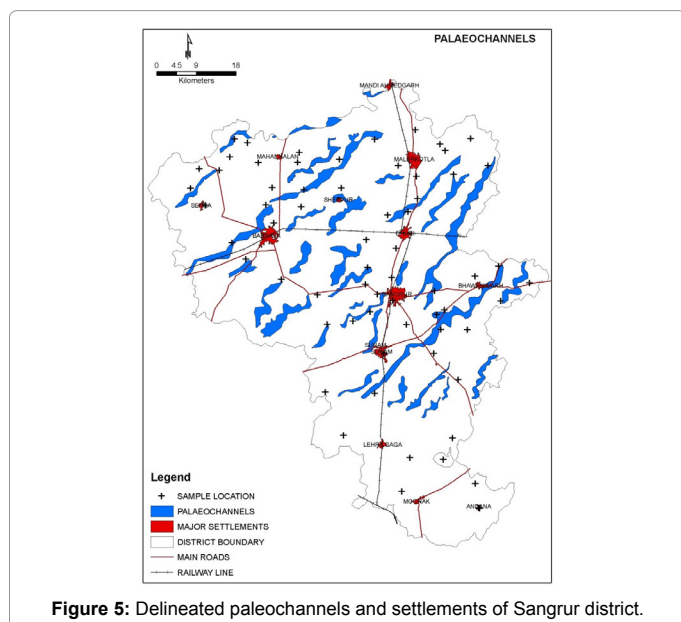 PALAEOCHANNELS
N
0 4.5 9 18
Kilometers
MANDI AHMEDGARH
MAHAL KALAN
MALERKOTLA
SHERPUR
DHURI
BHAWANIGARH
SUNAM
LEHRAGAGA
MOONAK
ANDANA
Legend
SAMPLE LOCATION
PALAEOCHANNELS
MAJOR SETTLEMENTS
DISTRICT BOUNDARY
MAIN ROADS
RAILWAY LINE
Figure 5: Delineated paleochannels and settlements of Sangrur district.